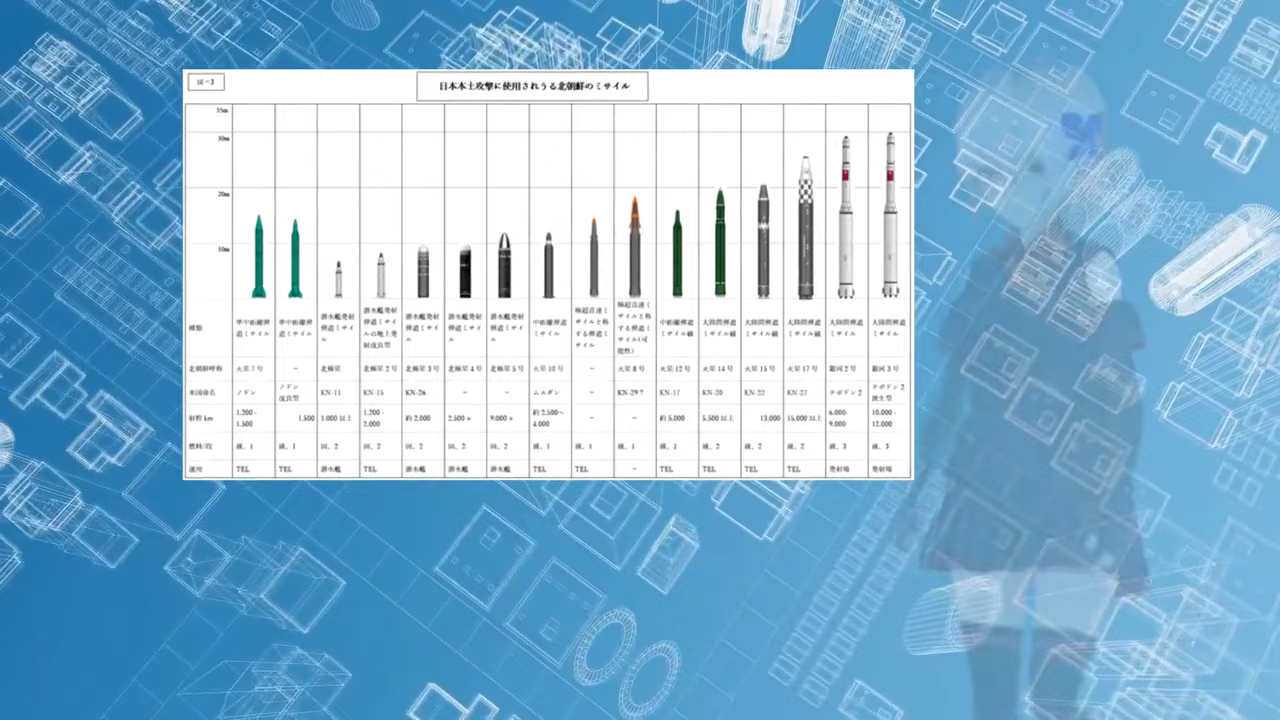 図-3
日本本土攻撃に使用されうる北朝鮮のミサイル
35m
30m
20m
10m
種類
準中距離弾道ミサイル
準中距離弾道ミサイル
潜水艦発射弾道ミサイル
潜水艦発射弾道ミサイルの地上発射改良型
潜水艦発射弾道ミサイル
潜水艦発射弾道ミサイル
潜水艦発射弾道ミサイル
中距離弾道ミサイル
極超音速ミサイルと称する弾道ミサイル
極超音速ミサイルと称する弾道ミサイル(可能性)
中距離弾道ミサイル級
大陸間弾道ミサイル級
大陸間弾道ミサイル級
大陸間弾道ミサイル級
大陸間弾道ミサイル
大陸間弾道ミサイル
北朝鮮呼称 火星7号 － 北極星 北極星2号 北極星3号 北極星4号 北極星5号 火星10号 － 火星8号 火星12号 火星14号 火星15号 火星17号 銀河2号 銀河3号
米国命名 ノドン ノドン改良型 KN-11 KN-15 KN-26 － － ムスダン － KN-29? KN-17 KN-20 KN-22 KN-27 テポドン2 テポドン2派生型
射程km 1.200-1.500 1.500 1.000以上 1.200-2.000 約2.000 2.500+ 9.000+ 約2.500～4.000 － － 約5.000 5.500以上 13.000 15.000以上 6.000-9.000 10.000-12.000
燃料/段 液、1 液、1 固、2 固、2 固、2 固、2 固、2 液、1 液、1 液、1 液、1 液、2 液、2 液、2 液、3 液、3
運用 TEL TEL 潜水艦 TEL 潜水艦 潜水艦 潜水艦 TEL TEL － TEL TEL TEL TEL 発射場 発射場